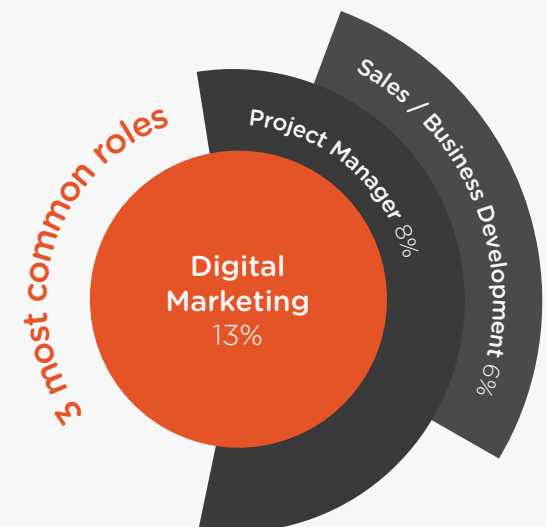 3 most common roles
Digital
Marketing
13%
Project Manager 8%
Sales / Business Development 6%